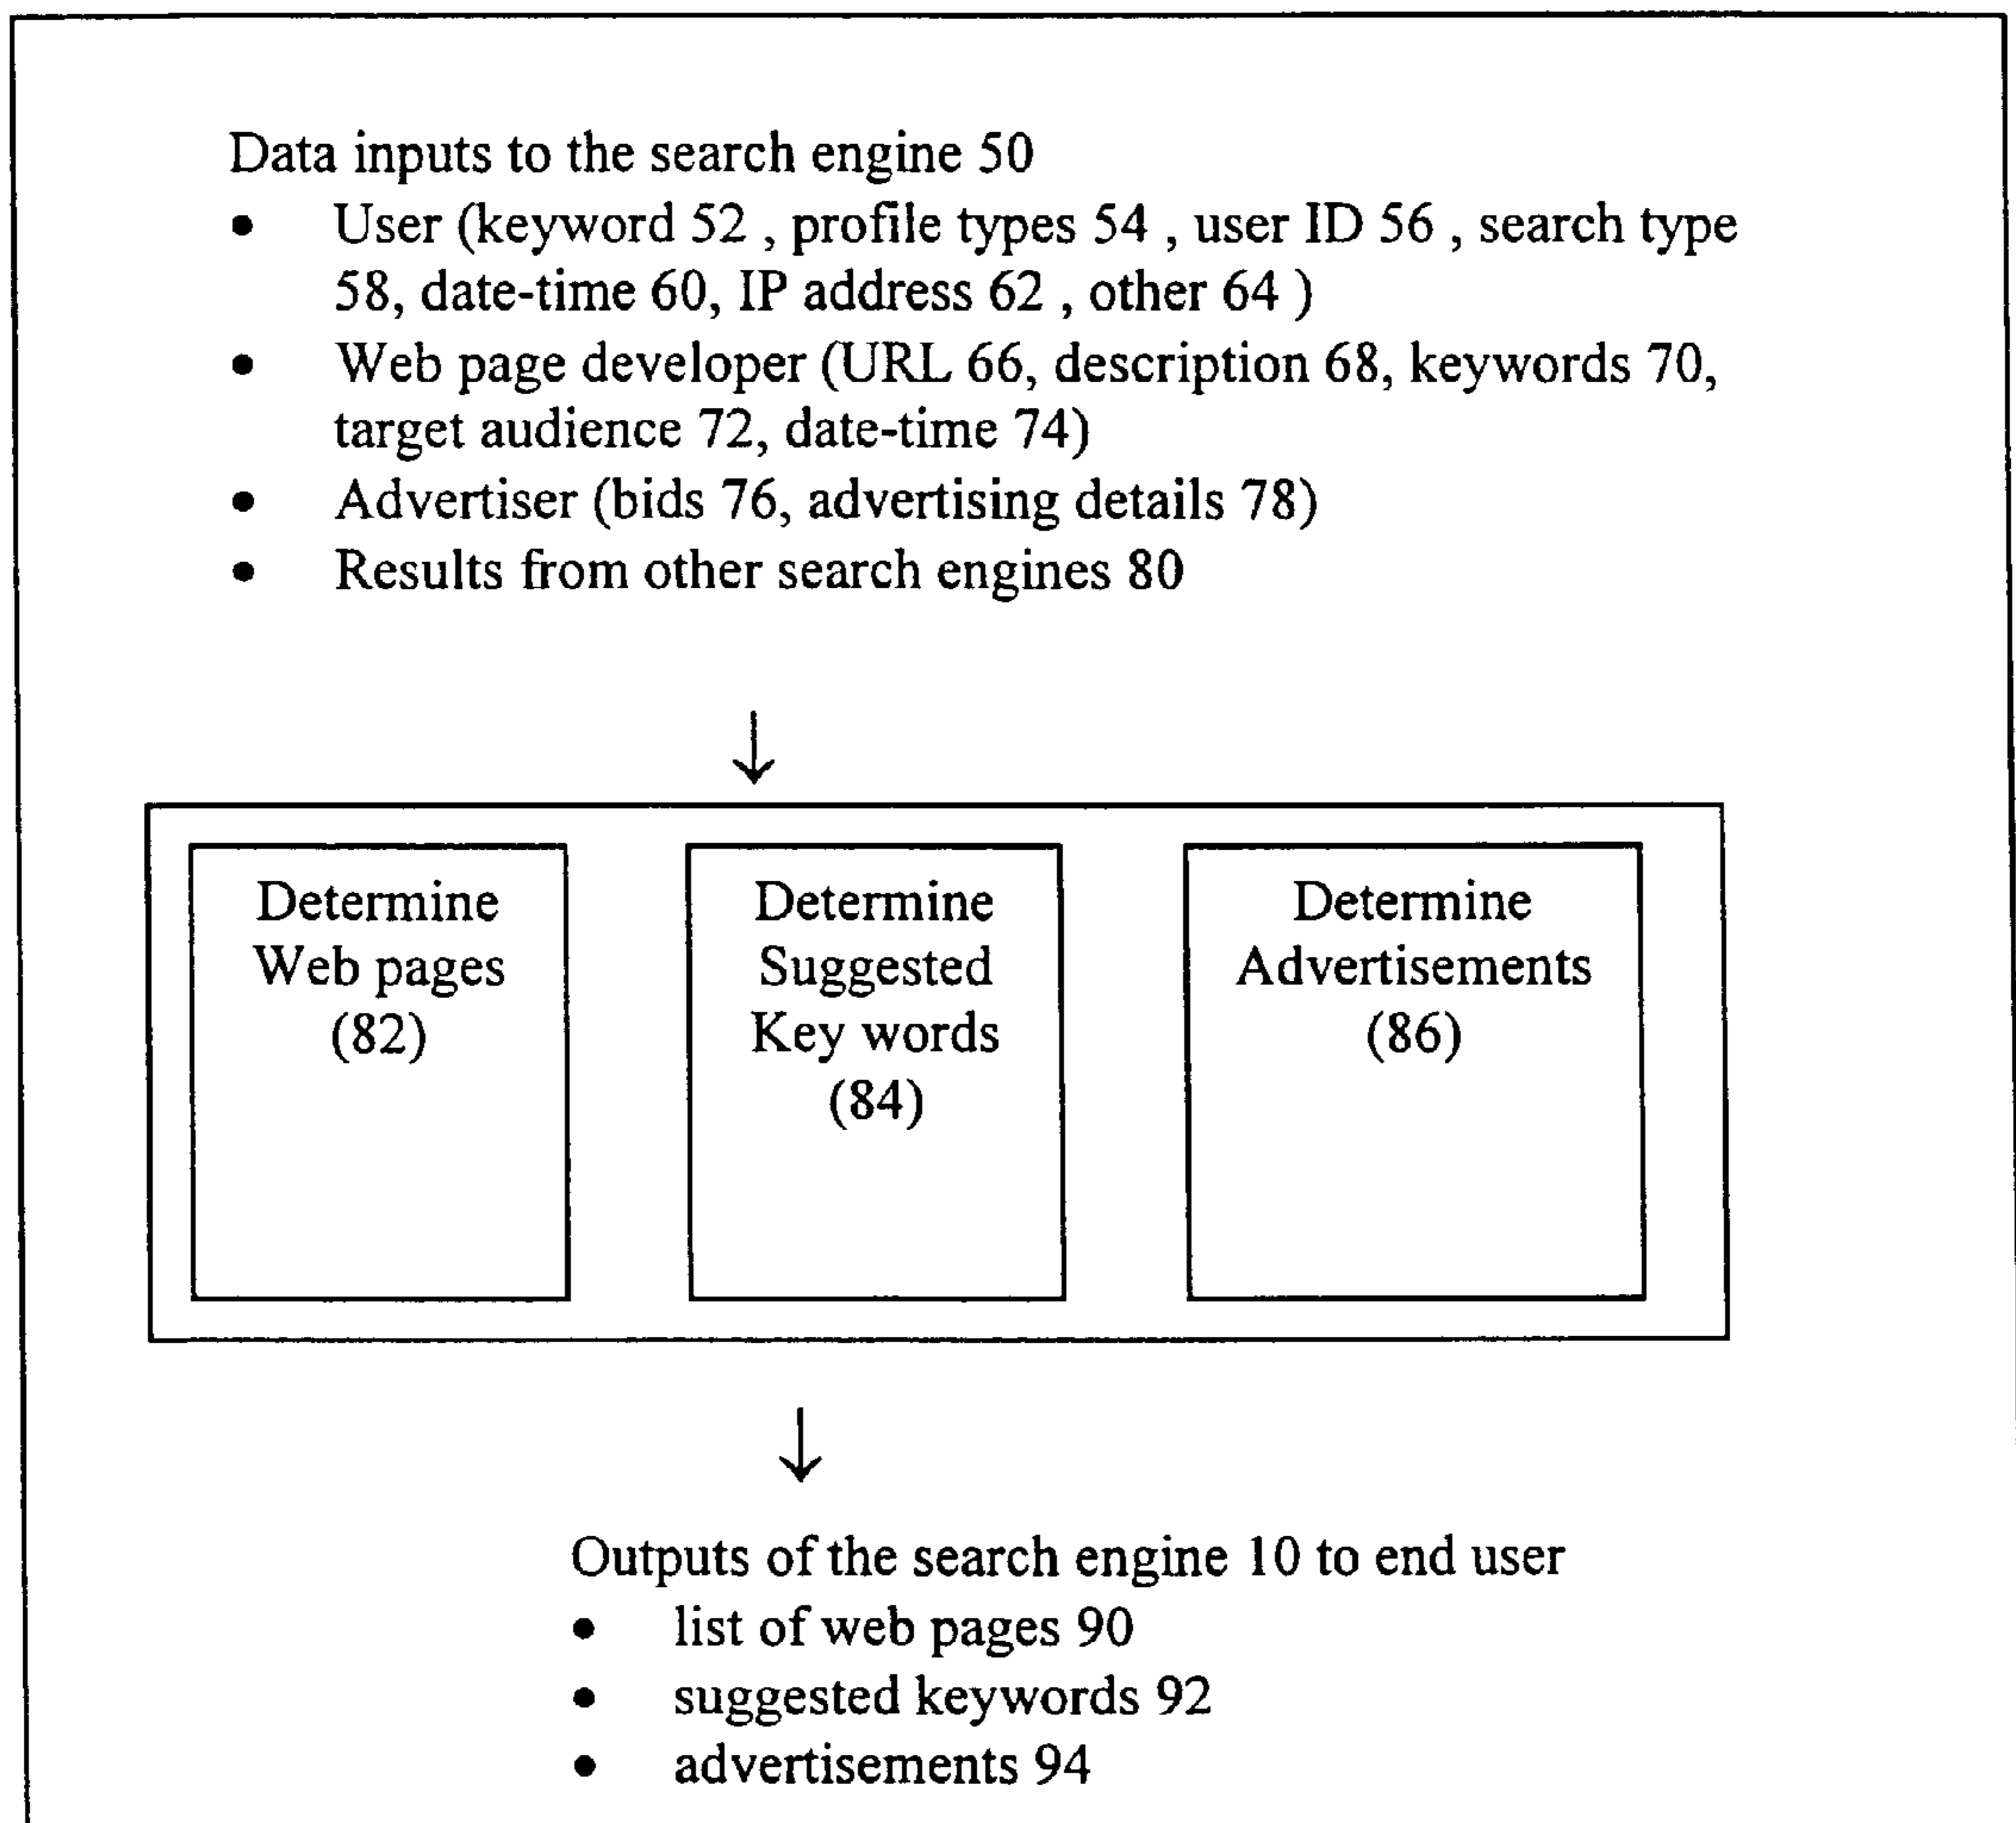 Data inputs to the search engine 50
• User (keyword 52 , profile types 54 , user ID 56 , search type
58, date-time 60, IP address 62 , other 64 )
• Web page developer (URL 66, description 68, keywords 70,
target audience 72, date-time 74)
• Advertiser (bids 76, advertising details 78)
• Results from other search engines 80
↓
Determine
Web pages
(82)
Determine
Suggested
Key words
(84)
Determine
Advertisements
(86)
↓
Outputs of the search engine 10 to end user
• list of web pages 90
• suggested keywords 92
• advertisements 94